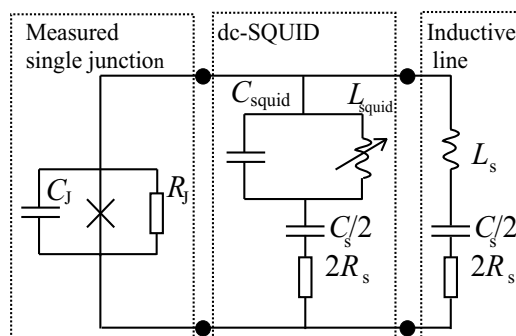 Measured
single junction
dc-SQUID
Inductive
line
C_squid
L_squid
C_J
R_J
L_s
C_s/2
2R_s
C_s/2
2R_s